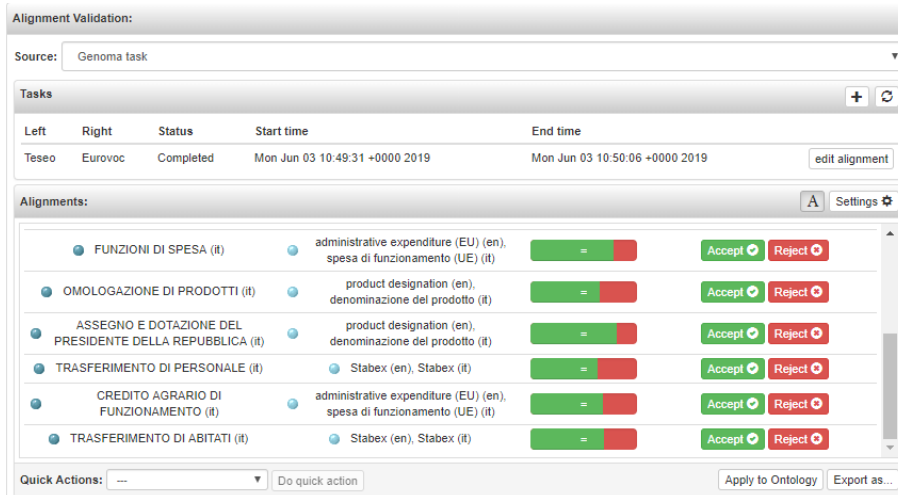 Alignment Validation:
Source: Genoma task
Tasks
Left Right Status Start time End time
Teseo Eurovoc Completed Mon Jun 03 10:49:31 +0000 2019 Mon Jun 03 10:50:06 +0000 2019 edit alignment
Alignments: A Settings
FUNZIONI DI SPESA (it) administrative expenditure (EU) (en), = Accept Reject
spesa di funzionamento (UE) (it)
OMOLOGAZIONE DI PRODOTTI (it) product designation (en), = Accept Reject
denominazione del prodotto (it)
ASSEGNO E DOTAZIONE DEL product designation (en), = Accept Reject
PRESIDENTE DELLA REPUBBLICA (it) denominazione del prodotto (it)
TRASFERIMENTO DI PERSONALE (it) Stabex (en), Stabex (it) = Accept Reject
CREDITO AGRARIO DI administrative expenditure (EU) (en), = Accept Reject
FUNZIONAMENTO (it) spesa di funzionamento (UE) (it)
TRASFERIMENTO DI ABITATI (it) Stabex (en), Stabex (it) = Accept Reject
Quick Actions: --- Do quick action Apply to Ontology Export as...